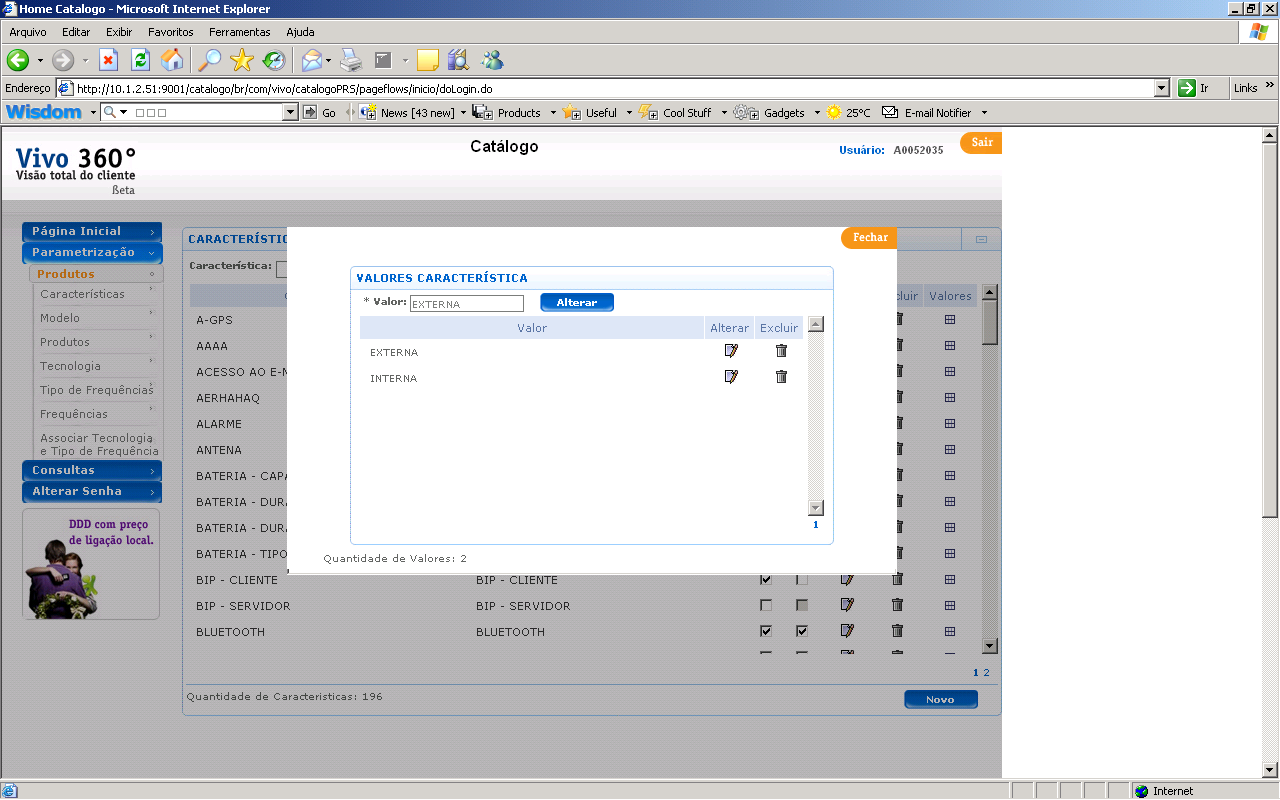 Home Catalogo - Microsoft Internet Explorer
Arquivo Editar Exibir Favoritos Ferramentas Ajuda
Endereço http://10.1.2.51:9001/catalogo/br/com/vivo/catalogoPRS/pageflows/inicio/doLogin.do Ir Links »
Wisdom Go News [43 new] Products Useful Cool Stuff Gadgets 25°C E-mail Notifier
Vivo 360°
Visão total do cliente
Beta
Catálogo
Usuário: A0052035
Sair
Página Inicial
Parametrização
Produtos
Características
Modelo
Produtos
Tecnologia
Tipo de Frequências
Frequências
Associar Tecnologia
e Tipo de Frequência
Consultas
Alterar Senha
DDD com preço
de ligação local.
CARACTERÍSTIC
Característica:
cluir Valores
A-GPS
AAAA
ACESSO AO E-M
AERHAHAQ
ALARME
ANTENA
BATERIA - CAPA
BATERIA - DURA
BATERIA - DURA
BATERIA - TIPO
BIP - CLIENTE BIP - CLIENTE
BIP - SERVIDOR BIP - SERVIDOR
BLUETOOTH BLUETOOTH
1 2
Quantidade de Caracteristicas: 196
Novo
Fechar
VALORES CARACTERÍSTICA
* Valor: EXTERNA Alterar
Valor Alterar Excluir
EXTERNA
INTERNA
1
Quantidade de Valores: 2
Internet